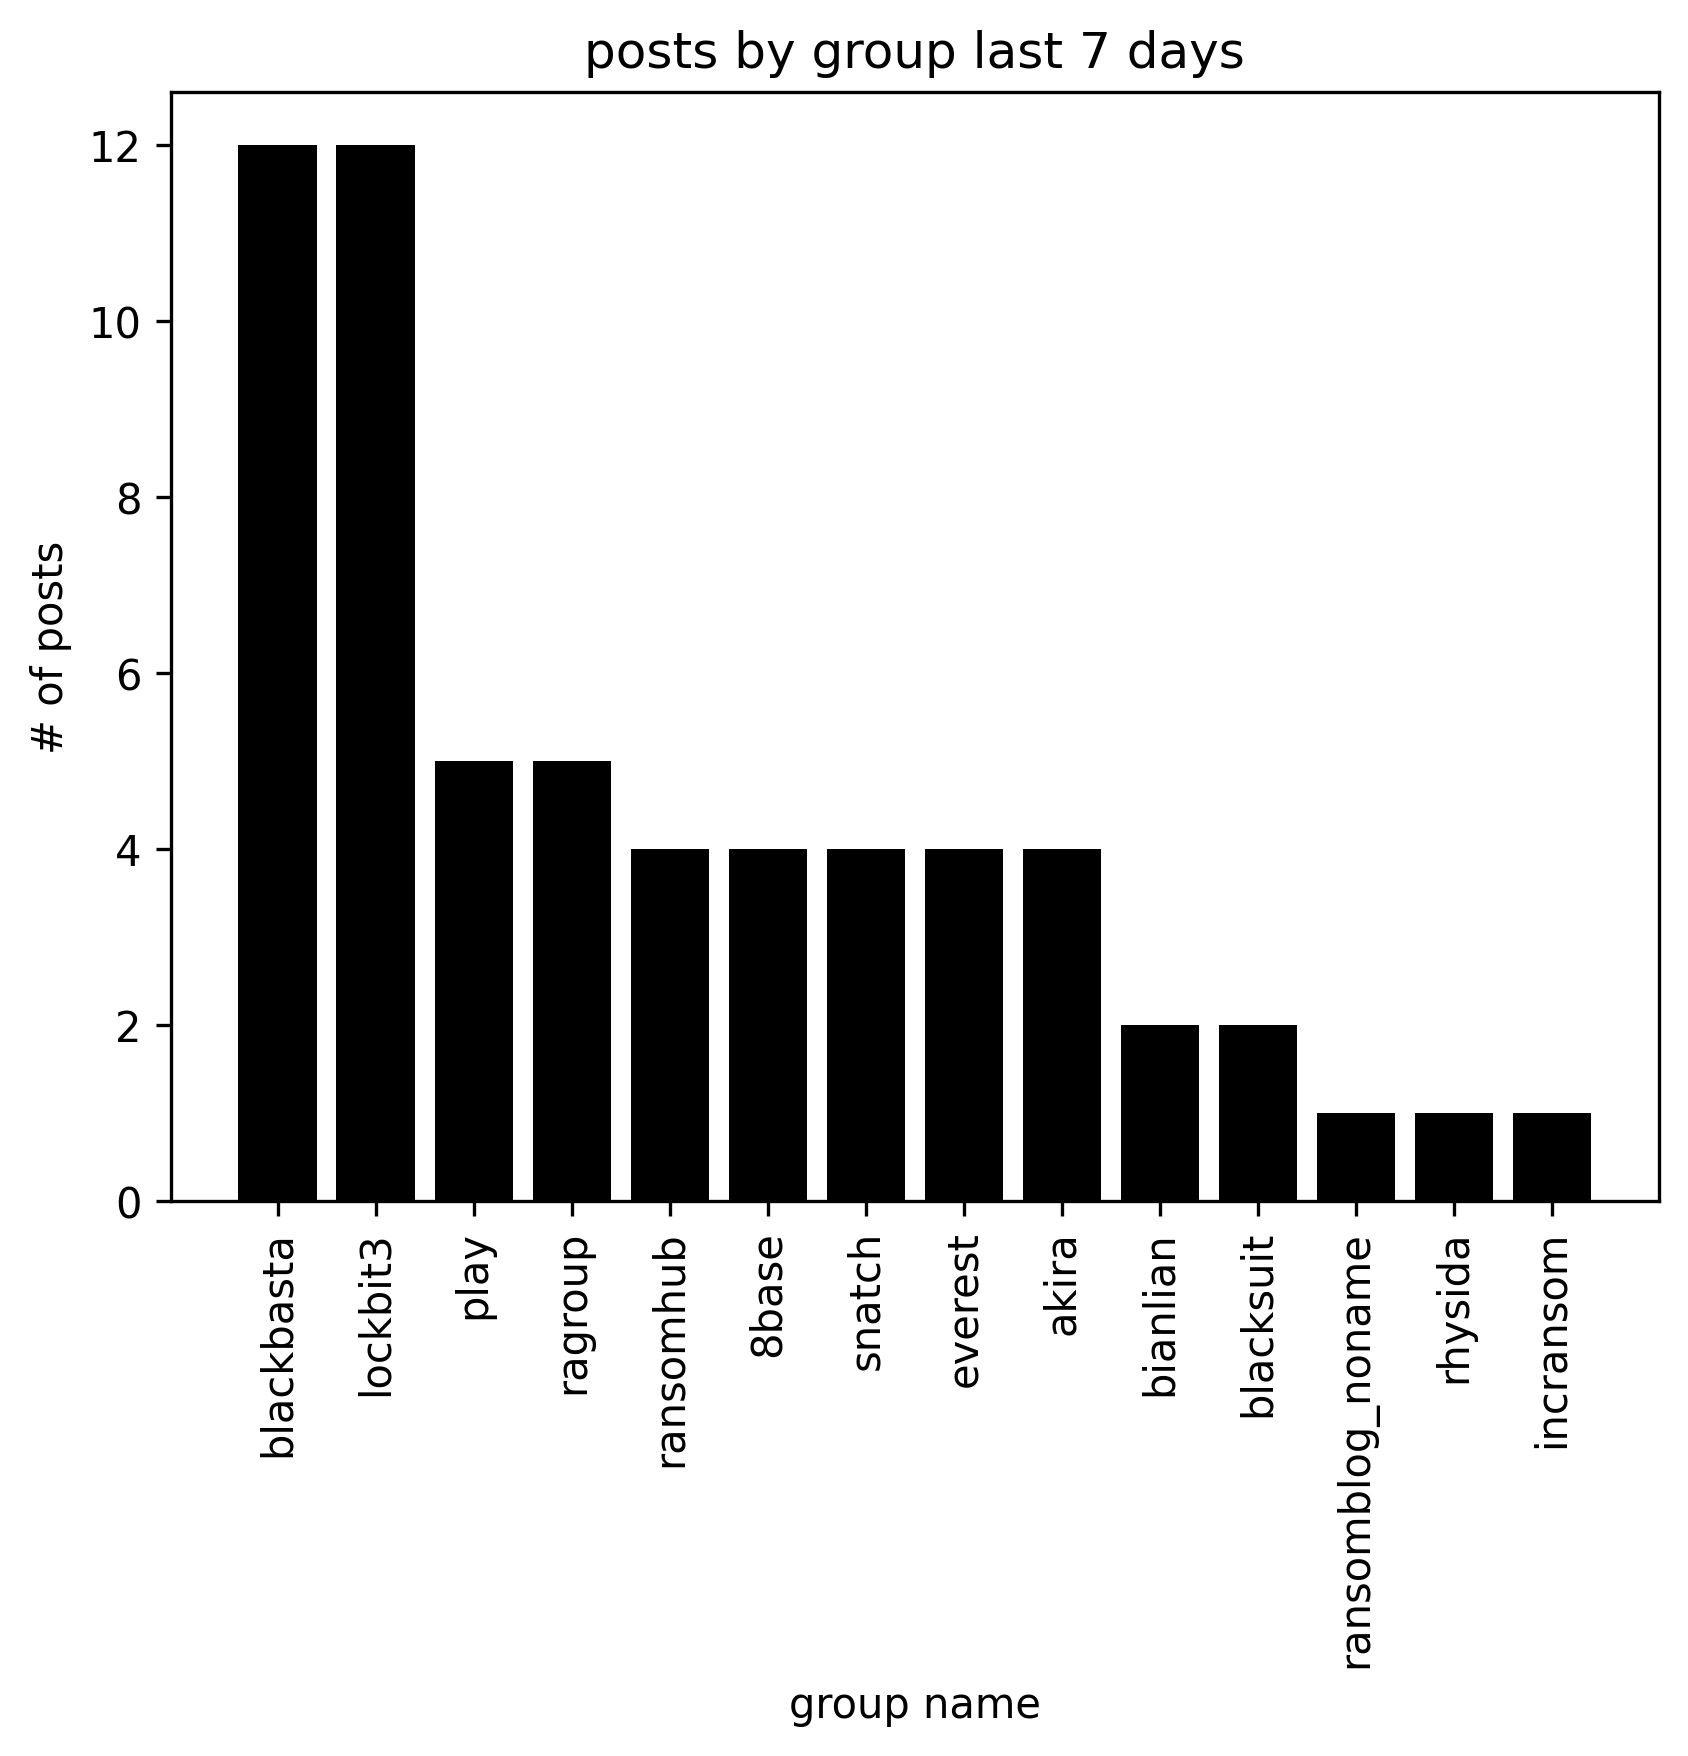 posts by group last 7 days
# of posts
12
10
8
6
4
2
0
blackbasta
lockbit3
play
ragroup
ransomhub
8base
snatch
everest
akira
bianlian
blacksuit
ransomblog_noname
rhysida
incransom
group name